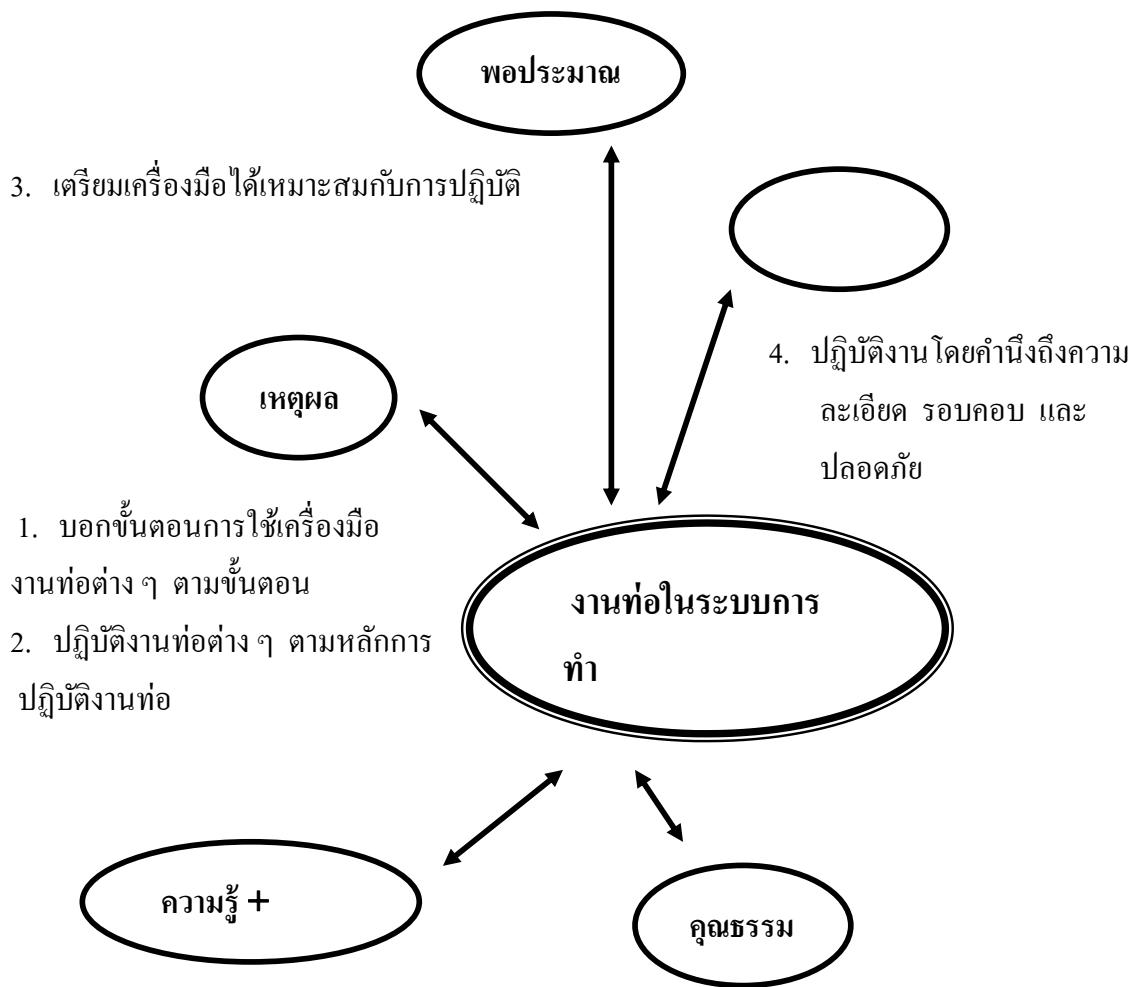 พอประมาณ
3. เตรียมเครื่องมือได้เหมาะสมกับการปฏิบัติ
4. ปฏิบัติงานโดยคำนึงถึงความ
ละเอียด รอบคอบ และ
ปลอดภัย
เหตุผล
1. บอกขั้นตอนการใช้เครื่องมือ
งานท่อต่าง ๆ ตามขั้นตอน
2. ปฏิบัติงานท่อต่าง ๆ ตามหลักการ
ปฏิบัติงานท่อ
งานท่อในระบบการ
ทำ
ความรู้ +
คุณธรรม